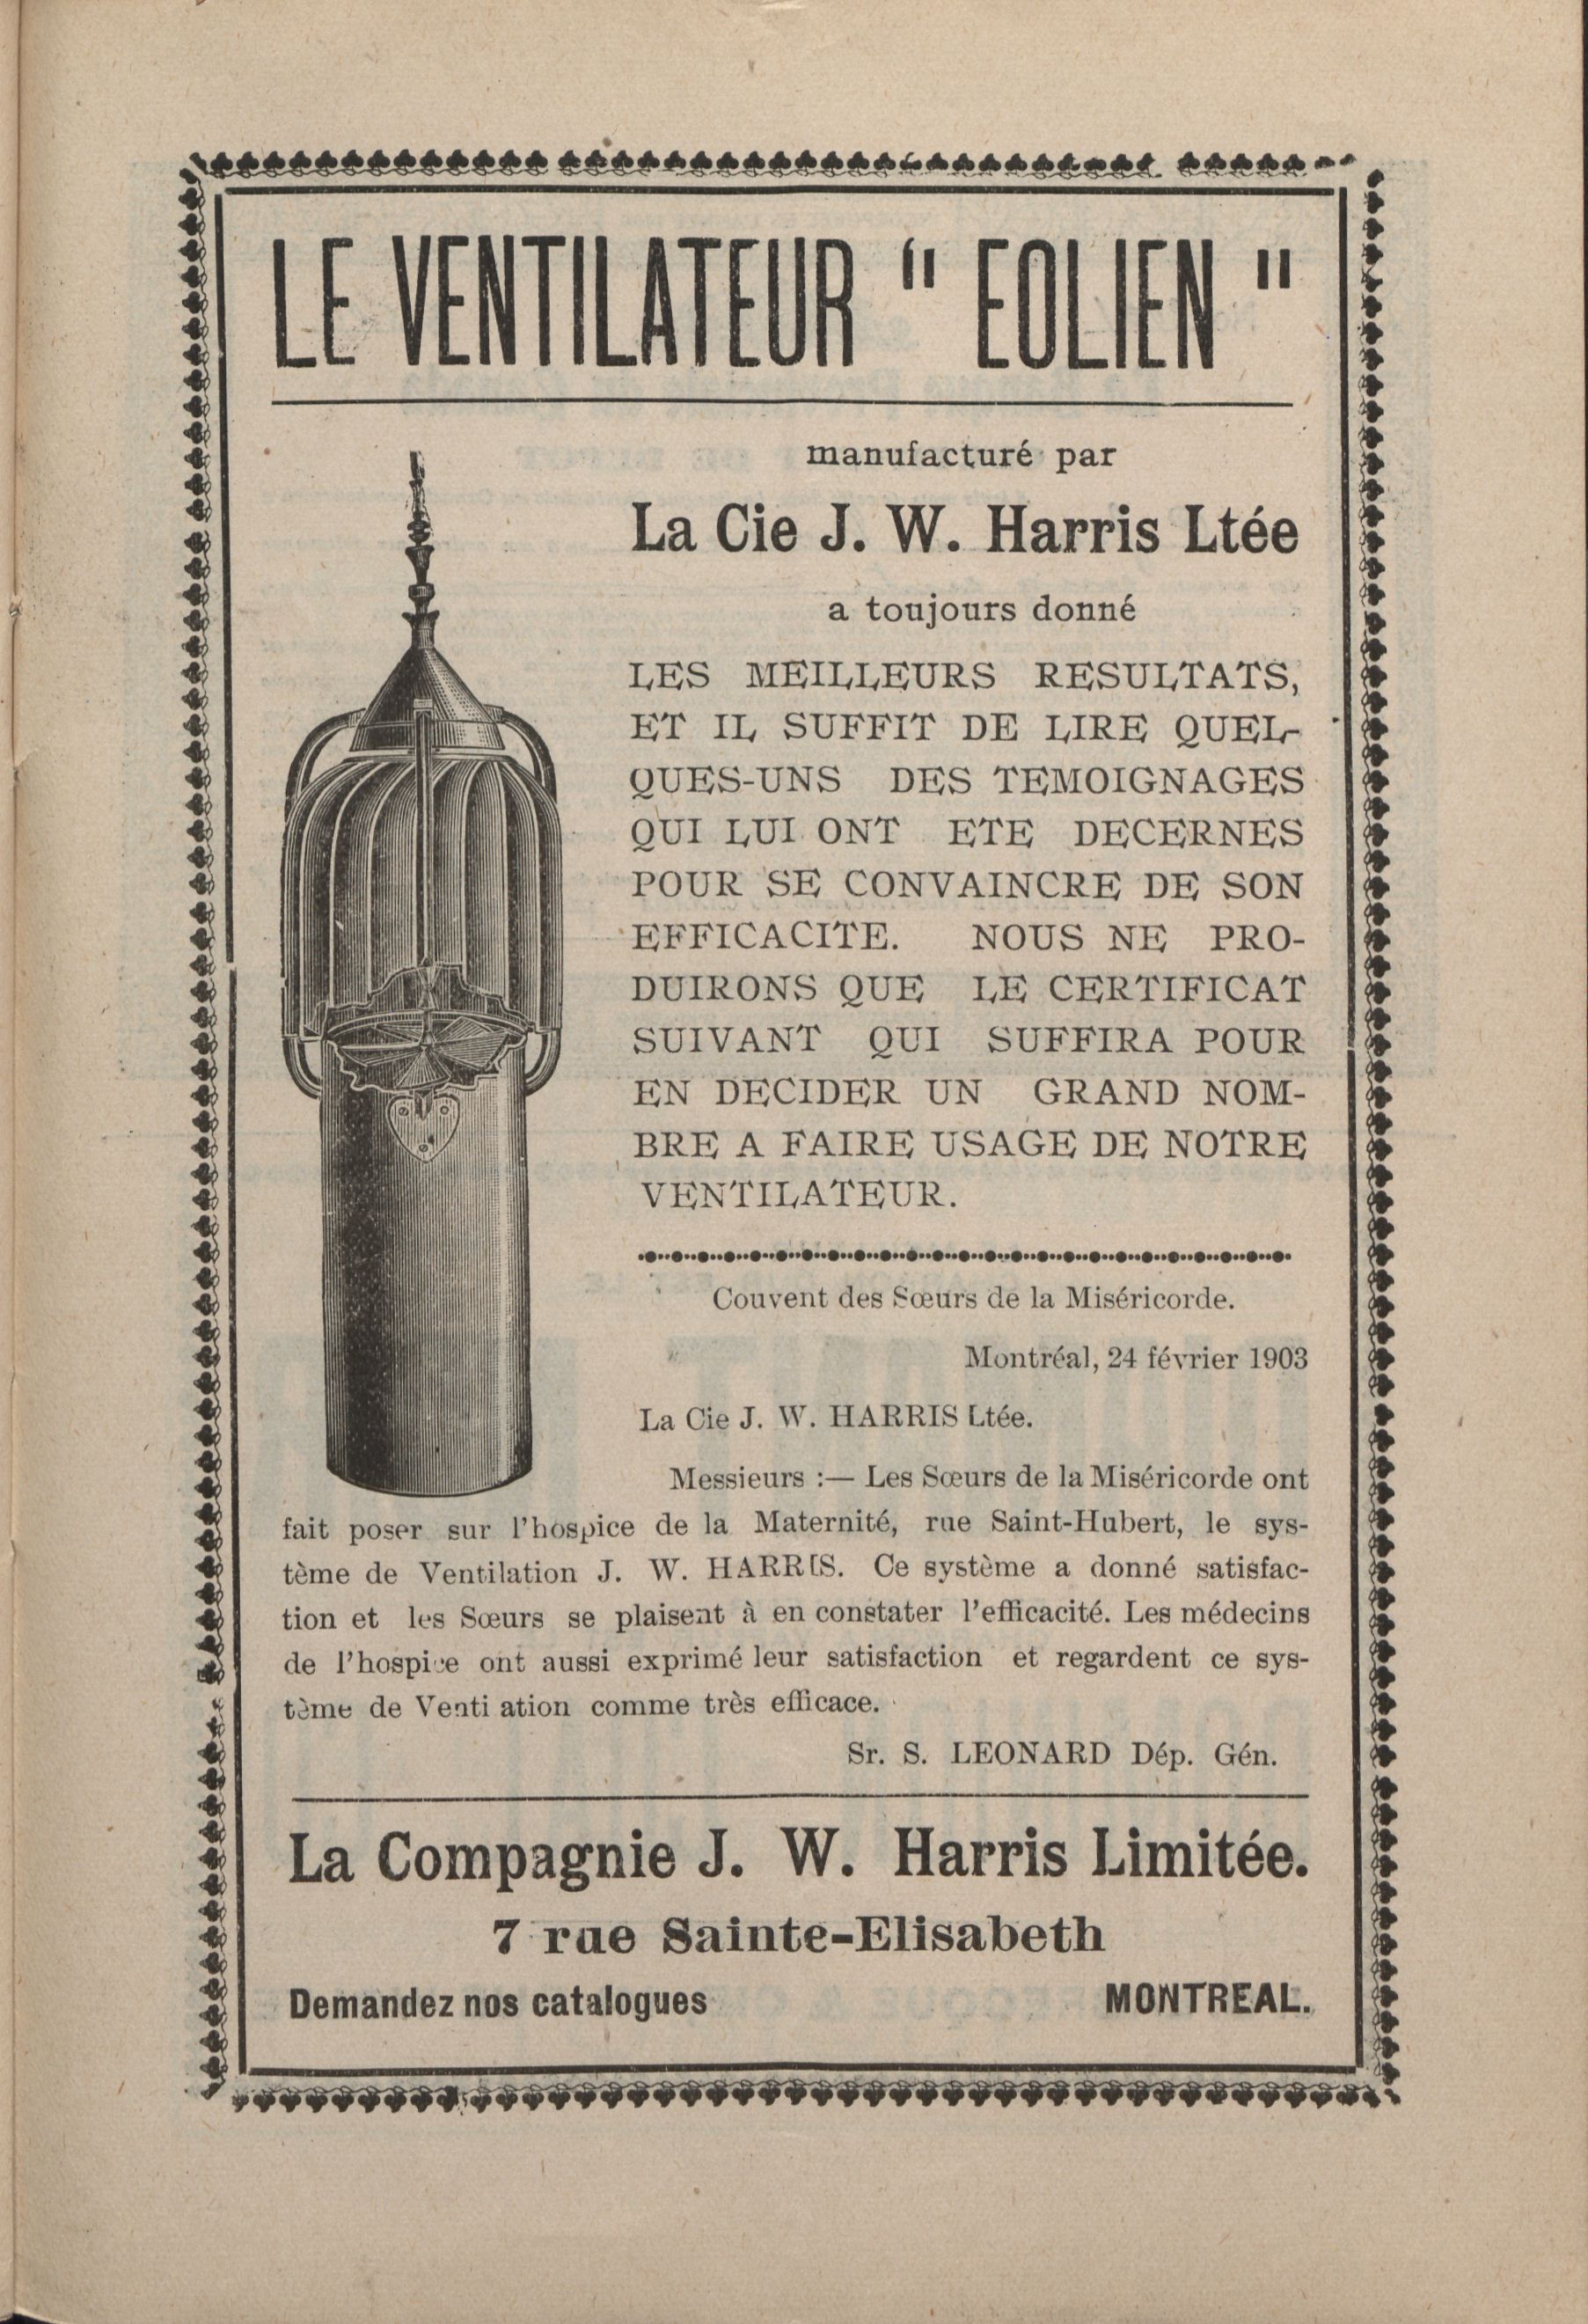 LE VENTILATEUR " EOLIEN "
manufacturé par
La Cie J. W. Harris Ltée
a toujours donné
LES MEILLEURS RESULTATS,
ET IL SUFFIT DE LIRE QUEL-
QUES-UNS DES TEMOIGNAGES
QUI LUI ONT ETE DECERNES
POUR SE CONVAINCRE DE SON
EFFICACITE. NOUS NE PRO-
DUIRONS QUE LE CERTIFICAT
SUIVANT QUI SUFFIRA POUR
EN DECIDER UN GRAND NOM-
BRE A FAIRE USAGE DE NOTRE
VENTILATEUR.
Couvent des Sœurs de la Miséricorde.
Montréal, 24 février 1903
La Cie J. W. HARRIS Ltée.
Messieurs :— Les Sœurs de la Miséricorde ont
fait poser sur l'hospice de la Maternité, rue Saint-Hubert, le sys-
tème de Ventilation J. W. HARRIS. Ce système a donné satisfac-
tion et les Sœurs se plaisent à en constater l'efficacité. Les médecins
de l'hospice ont aussi exprimé leur satisfaction et regardent ce sys-
tème de Venti ation comme très efficace.
Sr. S. LEONARD Dép. Gén.
La Compagnie J. W. Harris Limitée.
7 rue Sainte-Elisabeth
Demandez nos catalogues MONTREAL.